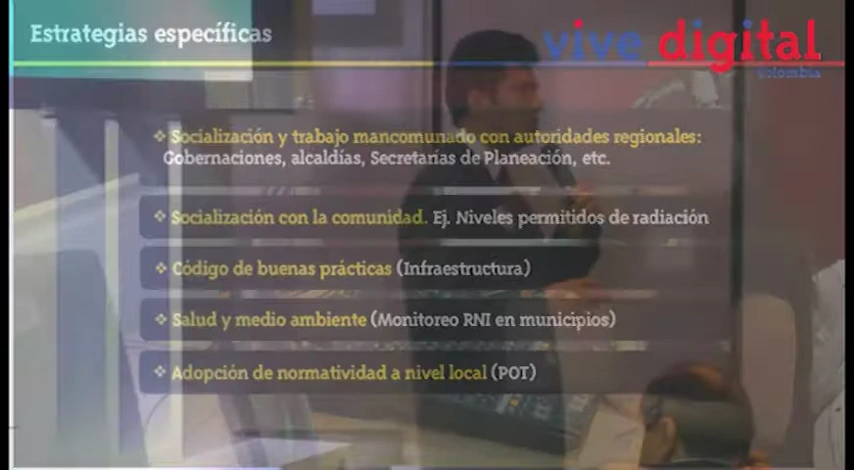 Estrategias específicas
vive digital
colombia
❖ Socialización y trabajo mancomunado con autoridades regionales:
Gobernaciones, alcaldías, Secretarías de Planeación, etc.
❖ Socialización con la comunidad. Ej. Niveles permitidos de radiación
❖ Código de buenas prácticas (Infraestructura)
❖ Salud y medio ambiente (Monitoreo RNI en municipios)
❖ Adopción de normatividad a nivel local (POT)